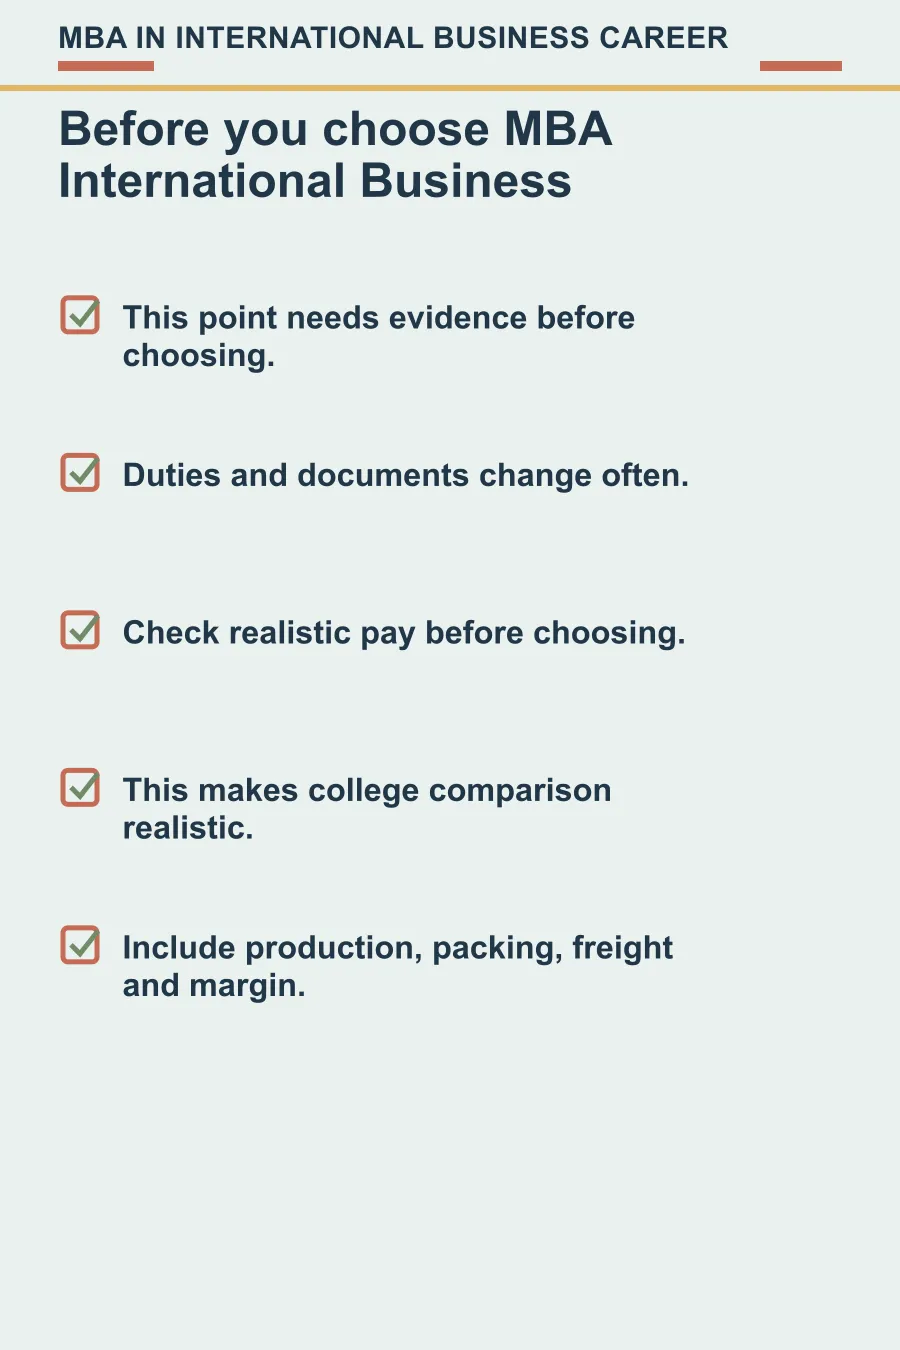 MBA IN INTERNATIONAL BUSINESS CAREER
Before you choose MBA
International Business
This point needs evidence before
choosing.
Duties and documents change often.
Check realistic pay before choosing.
This makes college comparison
realistic.
Include production, packing, freight
and margin.